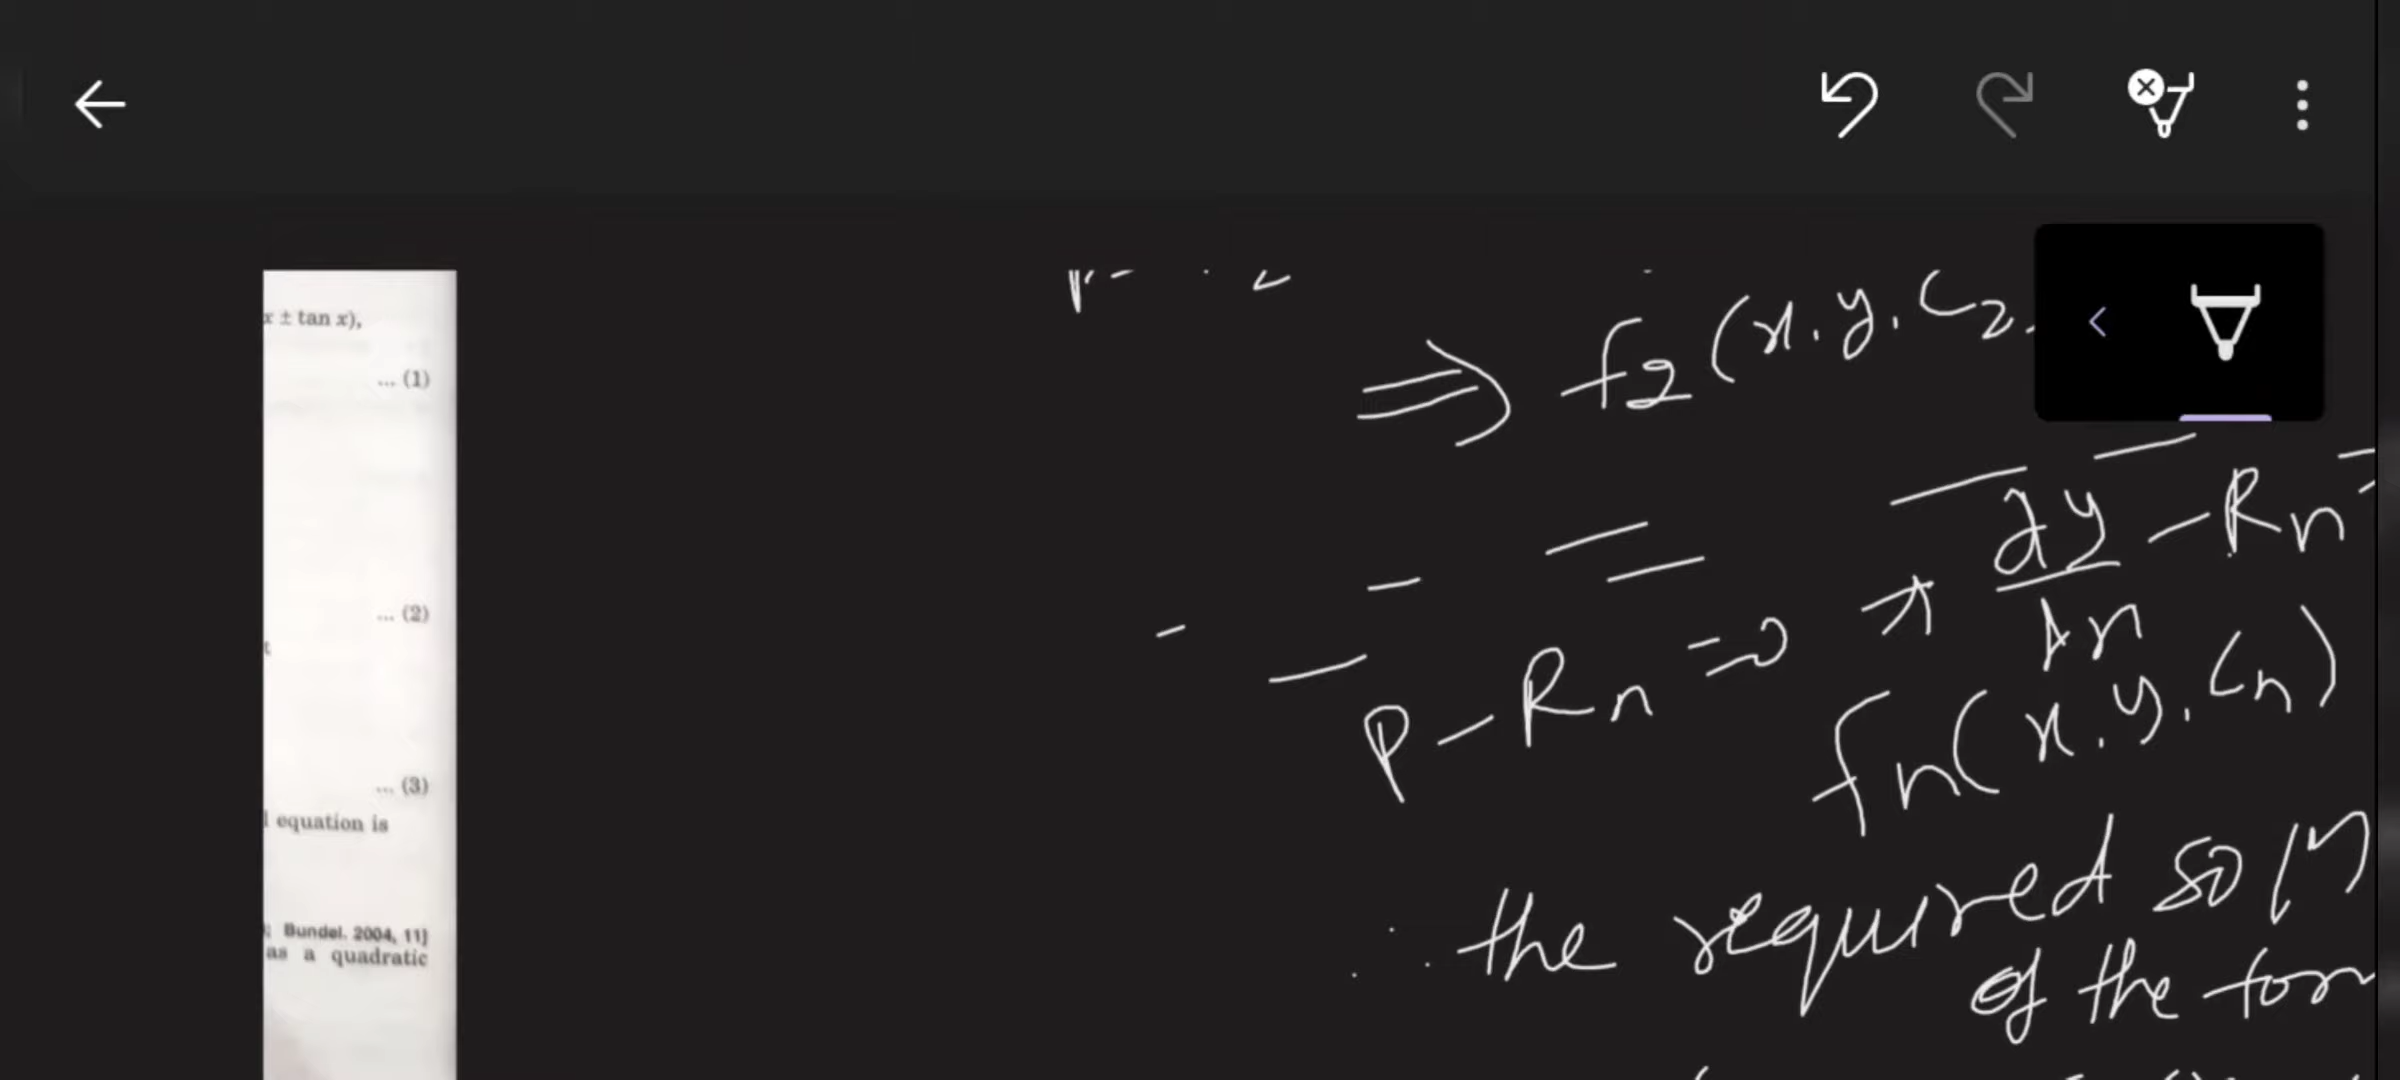 x ± tan x),
... (1)
... (2)
t
... (3)
l equation is
; Bundel. 2004, 11]
as a quadratic
⇒ f2 (x, y, c2,
dy/dx - Rn =
P - Rn = 0 ⇒
fn(x, y, cn)
∴ the required sol^n
of the form